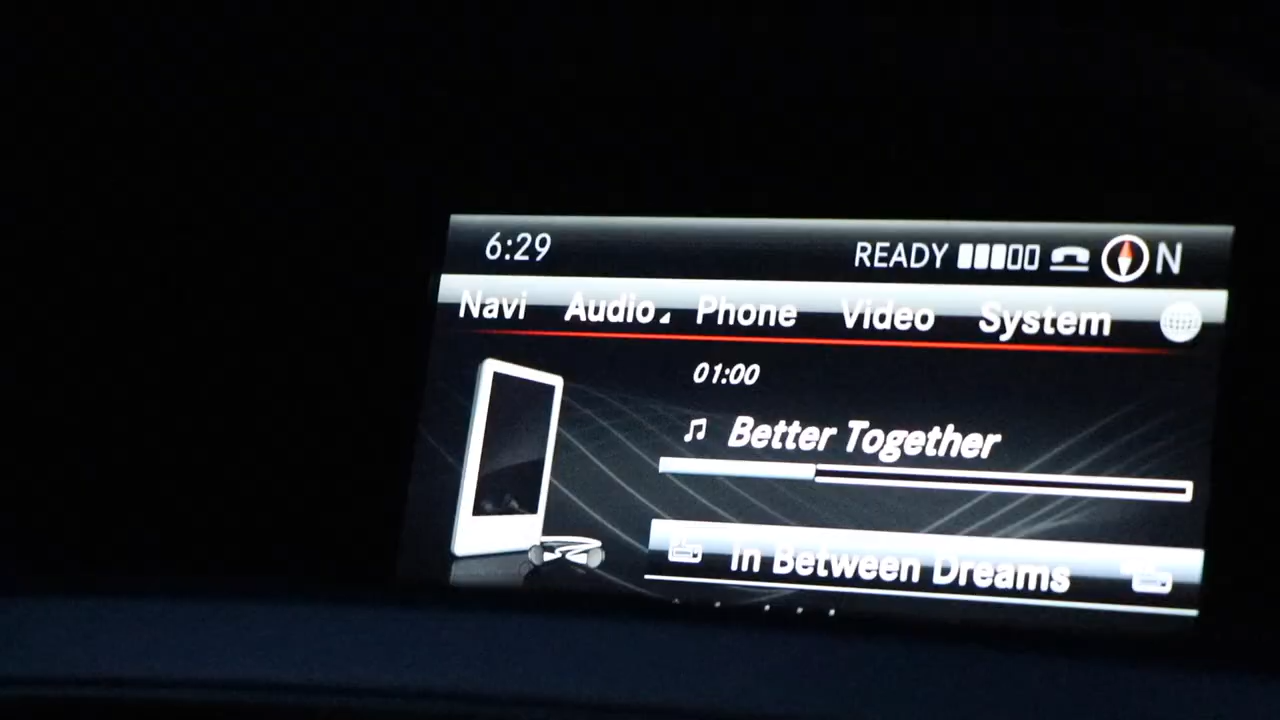 6:29 READY N
Navi Audio Phone Video System
01:00
Better Together
In Between Dreams